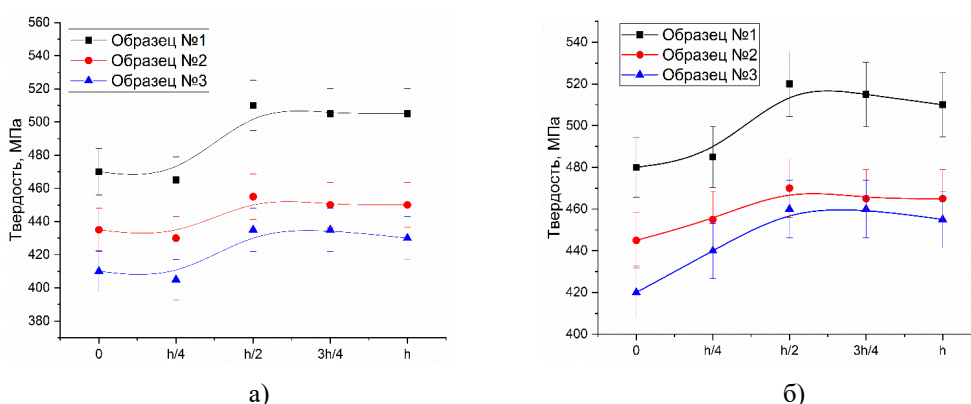 560
540
520
500
480
460
440
420
400
380
Твердость, МПа
Образец №1
Образец №2
Образец №3
0
h/4
h/2
3h/4
h
а)
540
520
500
480
460
440
420
400
Твердость, МПа
Образец №1
Образец №2
Образец №3
0
h/4
h/2
3h/4
h
б)